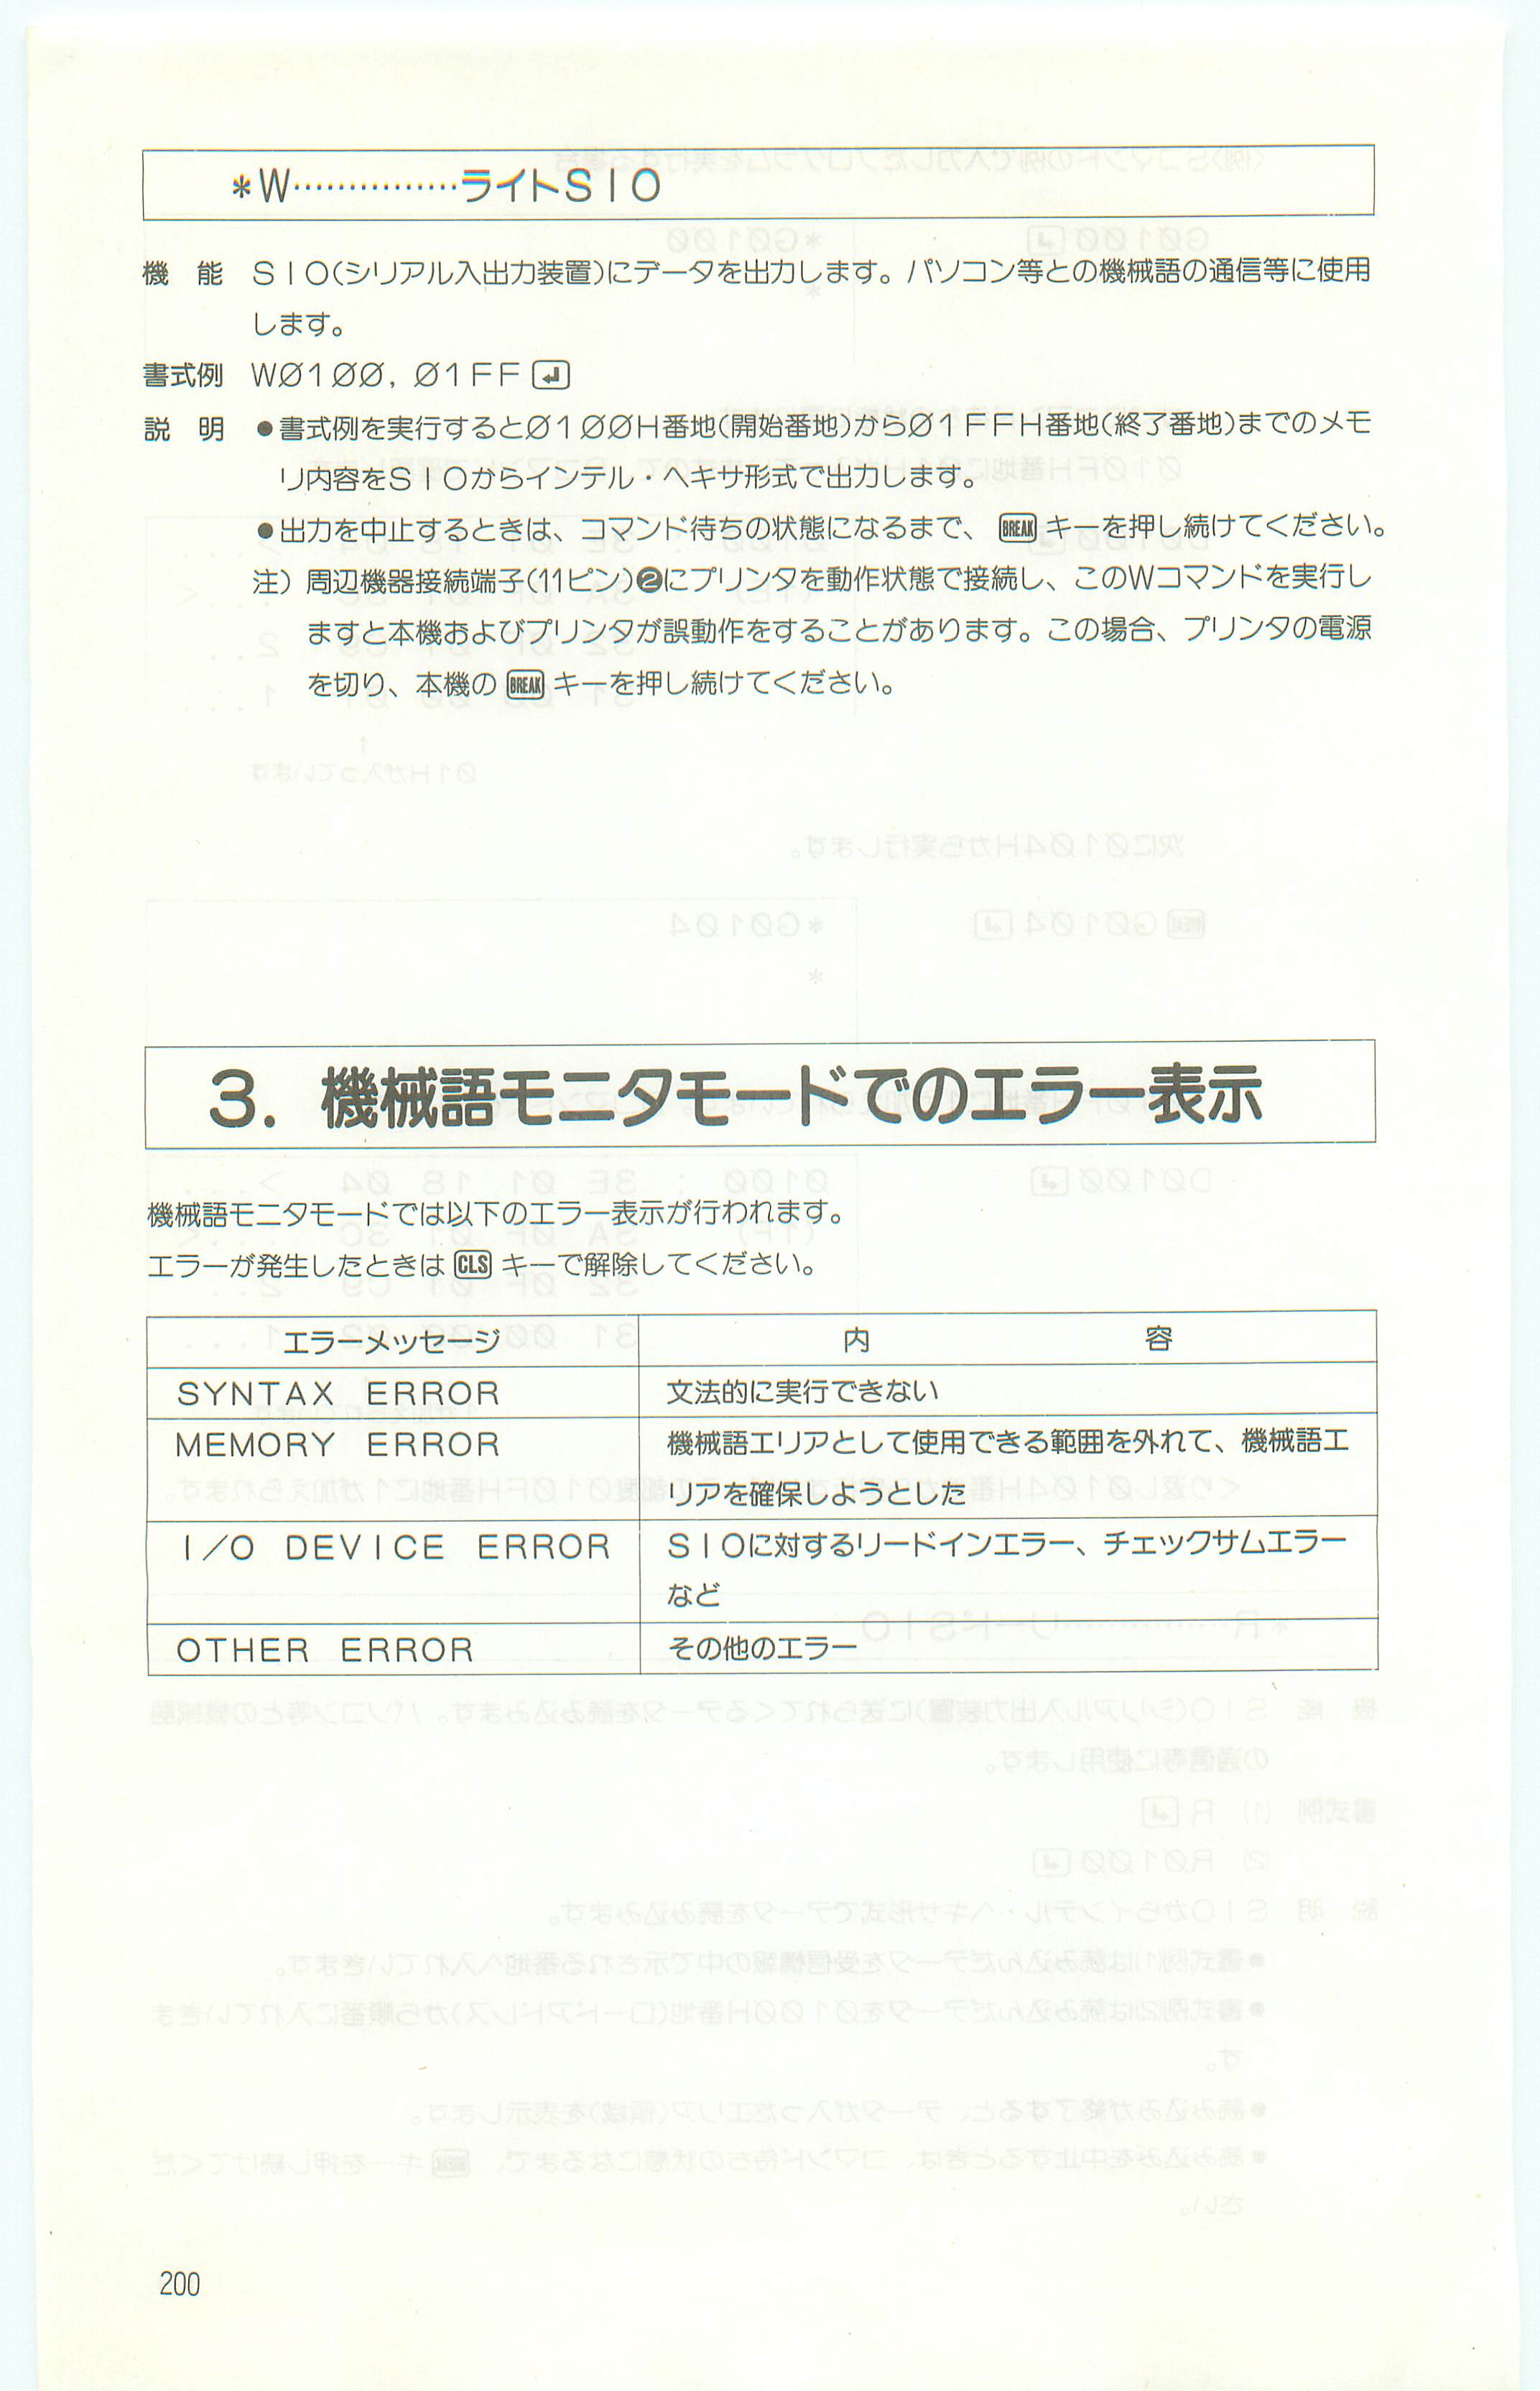 *W……………ライトSIO
機　能　SIO(シリアル入出力装置)にデータを出力します。パソコン等との機械語の通信等に使用
します。
書式例　WØ1ØØ, Ø1FF ↵
説　明　●書式例を実行するとØ1ØØH番地(開始番地)からØ1FFH番地(終了番地)までのメモ
リ内容をSIOからインテル・ヘキサ形式で出力します。
●出力を中止するときは、コマンド待ちの状態になるまで、BREAKキーを押し続けてください。
注) 周辺機器接続端子(11ピン)❷にプリンタを動作状態で接続し、このWコマンドを実行し
ますと本機およびプリンタが誤動作をすることがあります。この場合、プリンタの電源
を切り、本機のBREAKキーを押し続けてください。
3. 機械語モニタモードでのエラー表示
機械語モニタモードでは以下のエラー表示が行われます。
エラーが発生したときはCLSキーで解除してください。
エラーメッセージ　内　容
SYNTAX ERROR　文法的に実行できない
MEMORY ERROR　機械語エリアとして使用できる範囲を外れて、機械語エ
リアを確保しようとした
I/O DEVICE ERROR　SIOに対するリードインエラー、チェックサムエラー
など
OTHER ERROR　その他のエラー
200